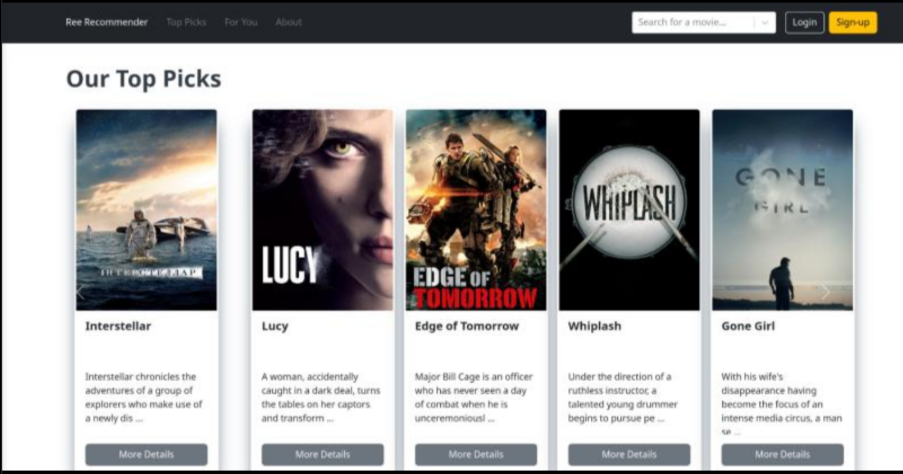 Ree Recommender Top Picks For You About Search for a movie... Login Sign-up
Our Top Picks
INTERSTELLAR
LUCY
EDGE OF
TOMORROW
WHIPLASH
GONE
GIRL
Interstellar
Interstellar chronicles the
adventures of a group of
explorers who make use of
a newly dis ...
More Details
Lucy
A woman, accidentally
caught in a dark deal, turns
the tables on her captors
and transform ...
More Details
Edge of Tomorrow
Major Bill Cage is an officer
who has never seen a day
of combat when he is
unceremoniousl ...
More Details
Whiplash
Under the direction of a
ruthless instructor, a
talented young drummer
begins to pursue pe ...
More Details
Gone Girl
With his wife's
disappearance having
become the focus of an
intense media circus, a man
se ...
More Details